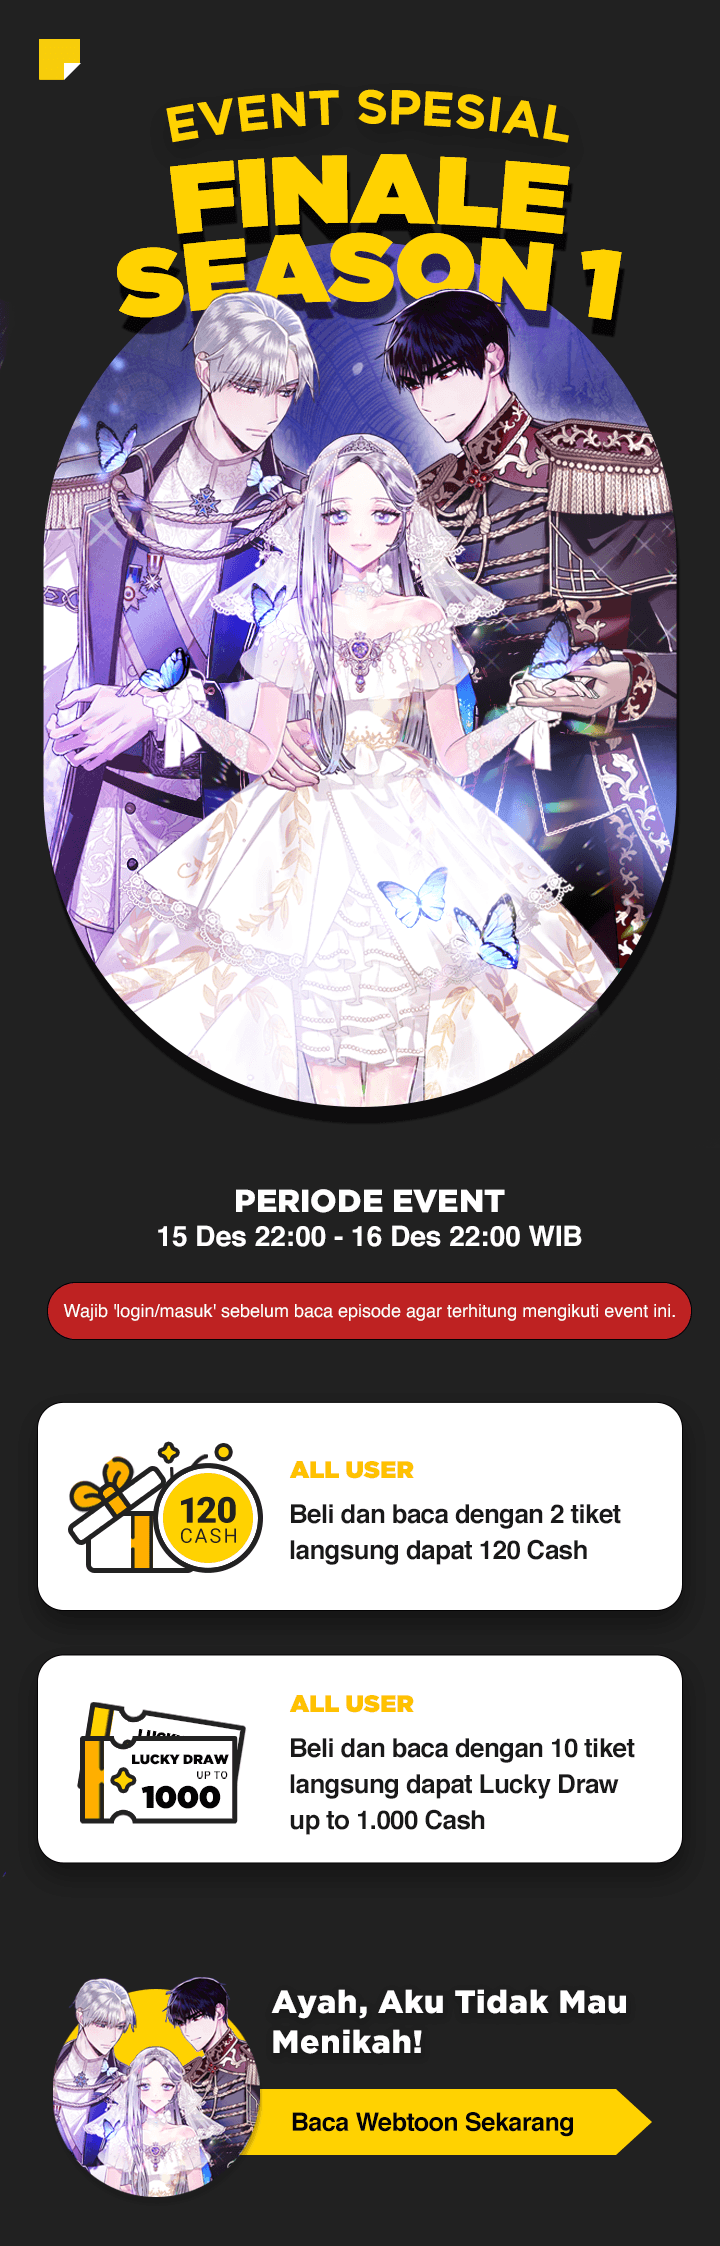 EVENT SPESIAL
FINALE
SEASON 1
PERIODE EVENT
15 Des 22:00 - 16 Des 22:00 WIB
Wajib 'login/masuk' sebelum baca episode agar terhitung mengikuti event ini.
120
CASH
ALL USER
Beli dan baca dengan 2 tiket
langsung dapat 120 Cash
LUCKY DRAW
UP TO
1000
ALL USER
Beli dan baca dengan 10 tiket
langsung dapat Lucky Draw
up to 1.000 Cash
Ayah, Aku Tidak Mau
Menikah!
Baca Webtoon Sekarang